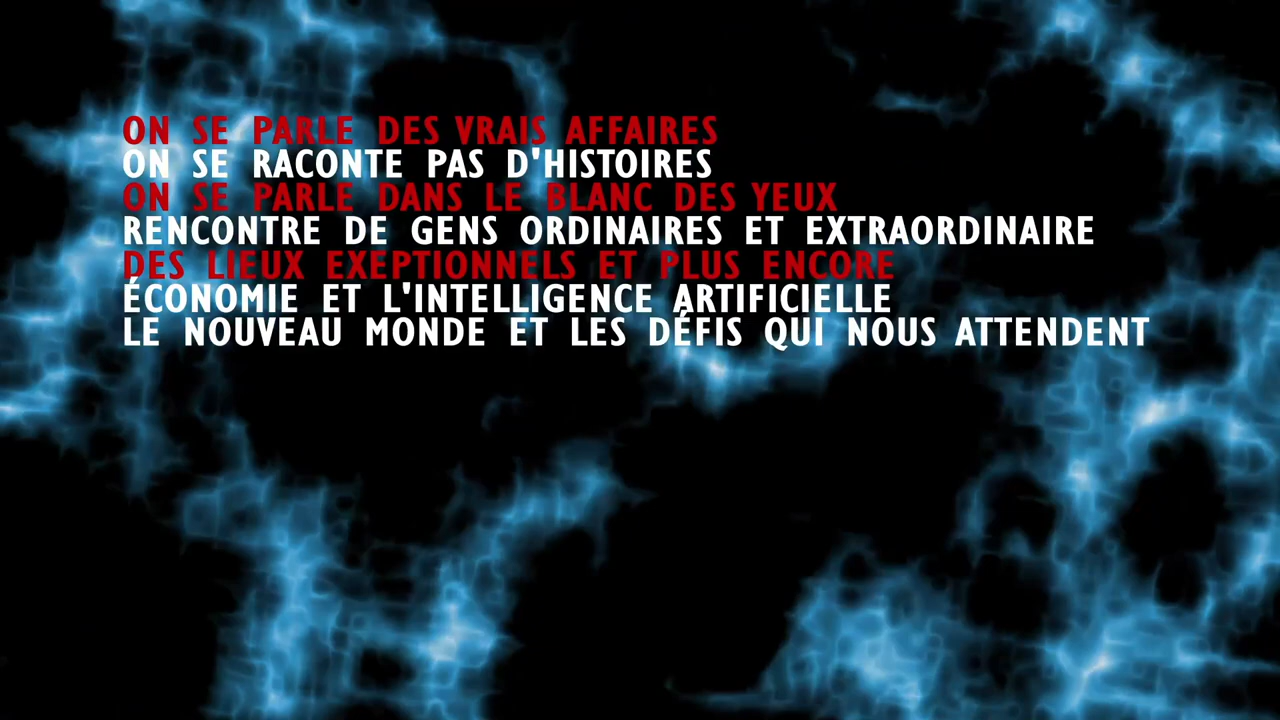 ON SE PARLE DES VRAIS AFFAIRES
ON SE RACONTE PAS D'HISTOIRES
ON SE PARLE DANS LE BLANC DES YEUX
RENCONTRE DE GENS ORDINAIRES ET EXTRAORDINAIRE
DES LIEUX EXEPTIONNELS ET PLUS ENCORE
ÉCONOMIE ET L'INTELLIGENCE ARTIFICIELLE
LE NOUVEAU MONDE ET LES DÉFIS QUI NOUS ATTENDENT